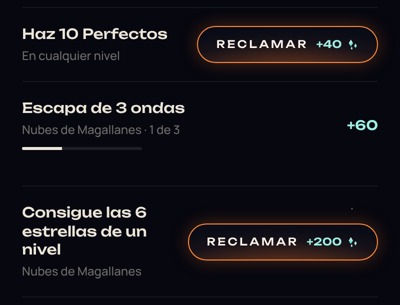 Haz 10 Perfectos
RECLAMAR +40
En cualquier nivel
Escapa de 3 ondas
Nubes de Magallanes · 1 de 3
+60
Consigue las 6
estrellas de un
nivel
RECLAMAR +200
Nubes de Magallanes